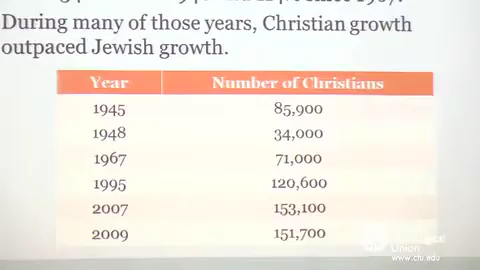 During many of those years, Christian growth
outpaced Jewish growth.
Year Number of Christians
1945 85,900
1948 34,000
1967 71,000
1995 120,600
2007 153,100
2009 151,700
Union
www.cfu.edu